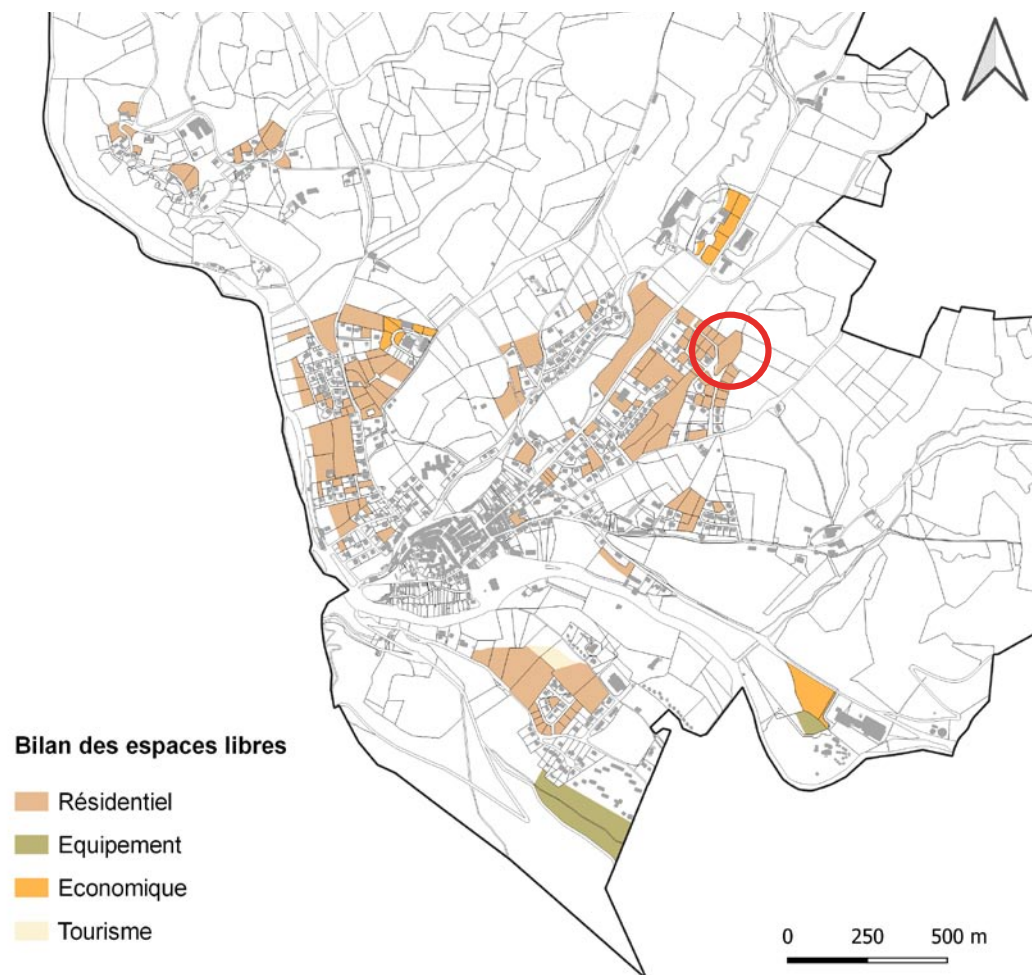 Bilan des espaces libres
Résidentiel
Equipement
Economique
Tourisme
0 250 500 m